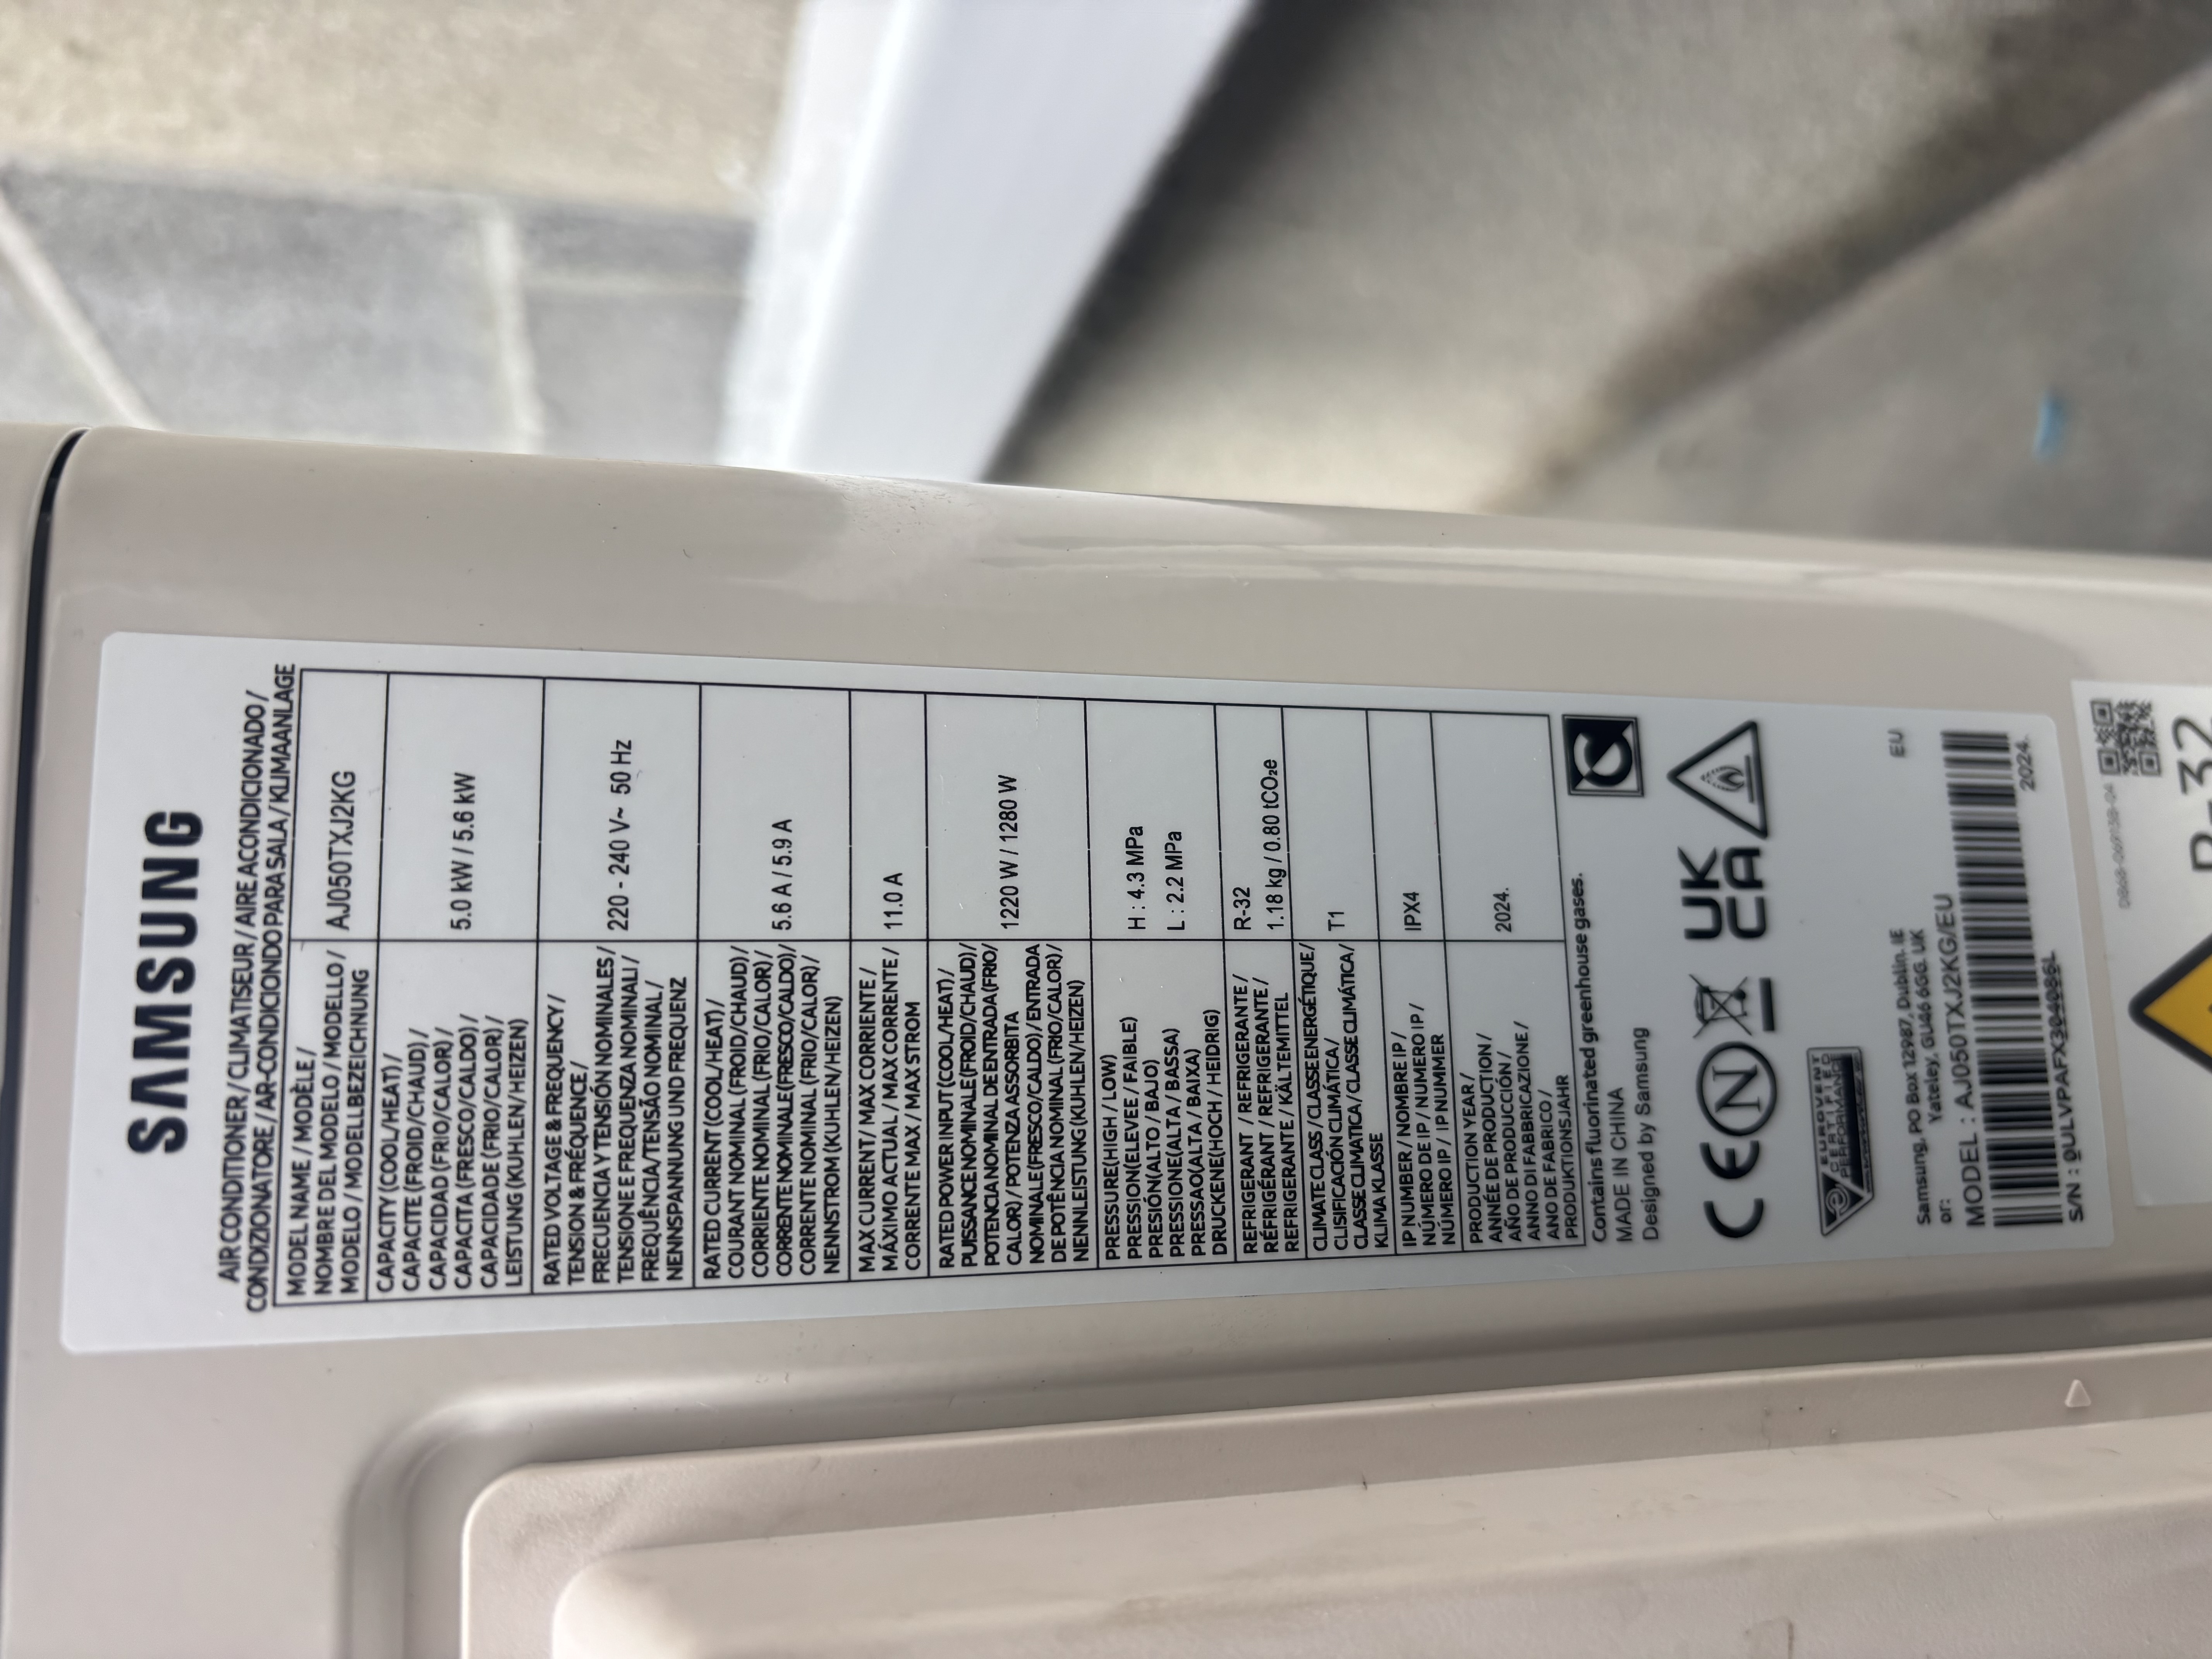 SAMSUNG
AIR CONDITIONER / CLIMATISEUR / AIRE ACONDICIONADO /
CONDIZIONATORE / AR-CONDICIONDO PARA SALA / KLIMAANLAGE
MODEL NAME / MODÈLE /
NOMBRE DEL MODELO / MODELLO /
MODELO / MODELLBEZEICHNUNG
AJ050TXJ2KG
CAPACITY (COOL/HEAT) /
CAPACITE (FROID/CHAUD) /
CAPACIDAD (FRIO/CALOR) /
CAPACITA (FRESCO/CALDO) /
CAPACIDADE (FRIO/CALOR) /
LEISTUNG (KUHLEN/HEIZEN)
5.0 kW / 5.6 kW
RATED VOLTAGE & FREQUENCY /
TENSION & FRÉQUENCE /
FRECUENCIA Y TENSIÓN NOMINALES /
TENSIONE E FREQUENZA NOMINALI /
FREQUÊNCIA/TENSÃO NOMINAL /
NENNSPANNUNG UND FREQUENZ
220 - 240 V~ 50 Hz
RATED CURRENT (COOL/HEAT) /
COURANT NOMINAL (FROID/CHAUD) /
CORRIENTE NOMINAL (FRIO/CALOR) /
CORRENTE NOMINALE (FRESCO/CALDO) /
CORRENTE NOMINAL (FRIO/CALOR) /
NENNSTROM (KUHLEN/HEIZEN)
5.6 A / 5.9 A
MAX CURRENT / MAX CORRIENTE /
MÁXIMO ACTUAL / MAX CORRENTE /
CORRENTE MAX / MAX STROM
11.0 A
RATED POWER INPUT (COOL/HEAT) /
PUISSANCE NOMINALE (FROID/CHAUD) /
POTENCIA NOMINAL DE ENTRADA (FRIO/
CALOR) / POTENZA ASSORBITA
NOMINALE (FRESCO/CALDO) / ENTRADA
DE POTÊNCIA NOMINAL (FRIO/CALOR) /
NENNLEISTUNG (KUHLEN/HEIZEN)
1220 W / 1280 W
PRESSURE(HIGH / LOW)
PRESSION(ELEVEE / FAIBLE)
PRESIÓN(ALTO / BAJO)
PRESSIONE(ALTA / BASSA)
PRESSAO(ALTA / BAIXA)
DRUCKENE(HOCH / HEIDRIG)
H : 4.3 MPa
L : 2.2 MPa
REFRIGERANT / REFRIGERANTE /
RÉFRIGÉRANT / REFRIGERANTE /
REFRIGERANTE / KÄLTEMITTEL
R-32
1.18 kg / 0.80 tCO₂e
CLIMATE CLASS / CLASSE ENERGÉTIQUE /
CLISIFICACIÓN CLIMÁTICA /
CLASSE CLIMATICA / CLASSE CLIMÁTICA /
KLIMA KLASSE
T1
IP NUMBER / NOMBRE IP /
NÚMERO DE IP / NUMERO IP /
NÚMERO IP / IP NUMMER
IPX4
PRODUCTION YEAR /
ANNÉE DE PRODUCTION /
AÑO DE PRODUCCIÓN /
ANNO DI FABBRICAZIONE /
ANO DE FABRICO /
PRODUKTIONSJAHR
2024.
Contains fluorinated greenhouse gases.
MADE IN CHINA
Designed by Samsung
CE N UK CA
EUROVENT
CERTIFIED
PERFORMANCE
EU
Samsung, PO Box 12987, Dublin. IE
or: Yateley, GU46 6GG. UK
MODEL : AJ050TXJ2KG/EU
2024.
S/N : 0ULVPAFX304086L
R-32